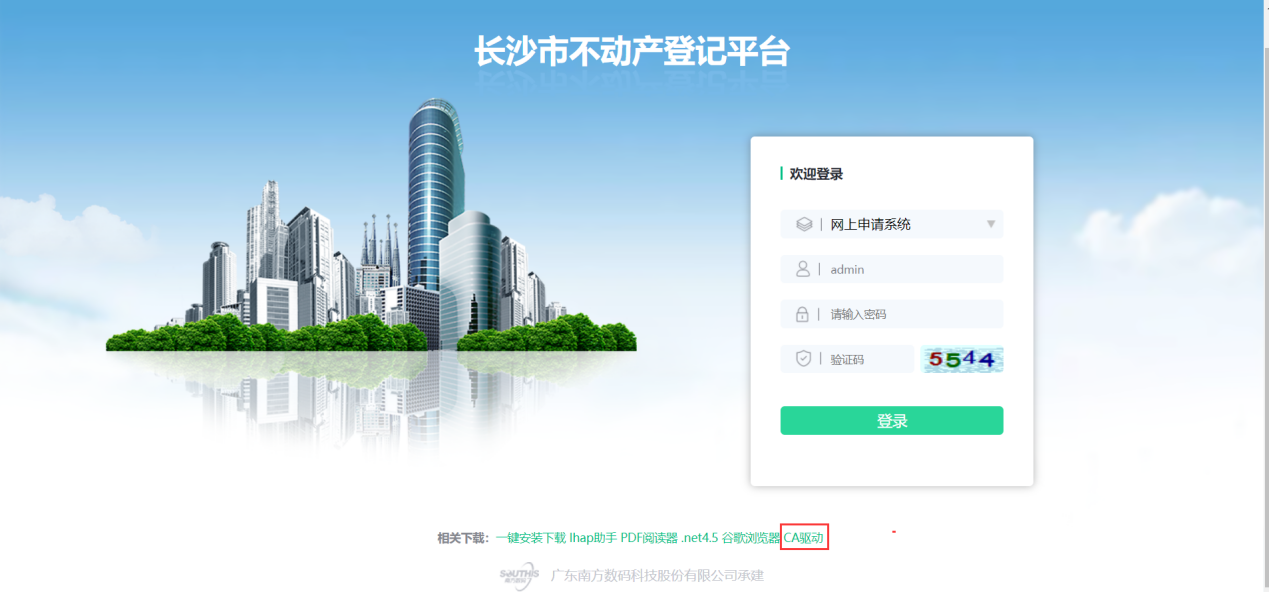 长沙市不动产登记平台
欢迎登录
网上申请系统
admin
请输入密码
验证码 5544
登录
相关下载：一键安装下载 lhap助手 PDF阅读器 .net4.5 谷歌浏览器 CA驱动
SOUTH 广东南方数码科技股份有限公司承建